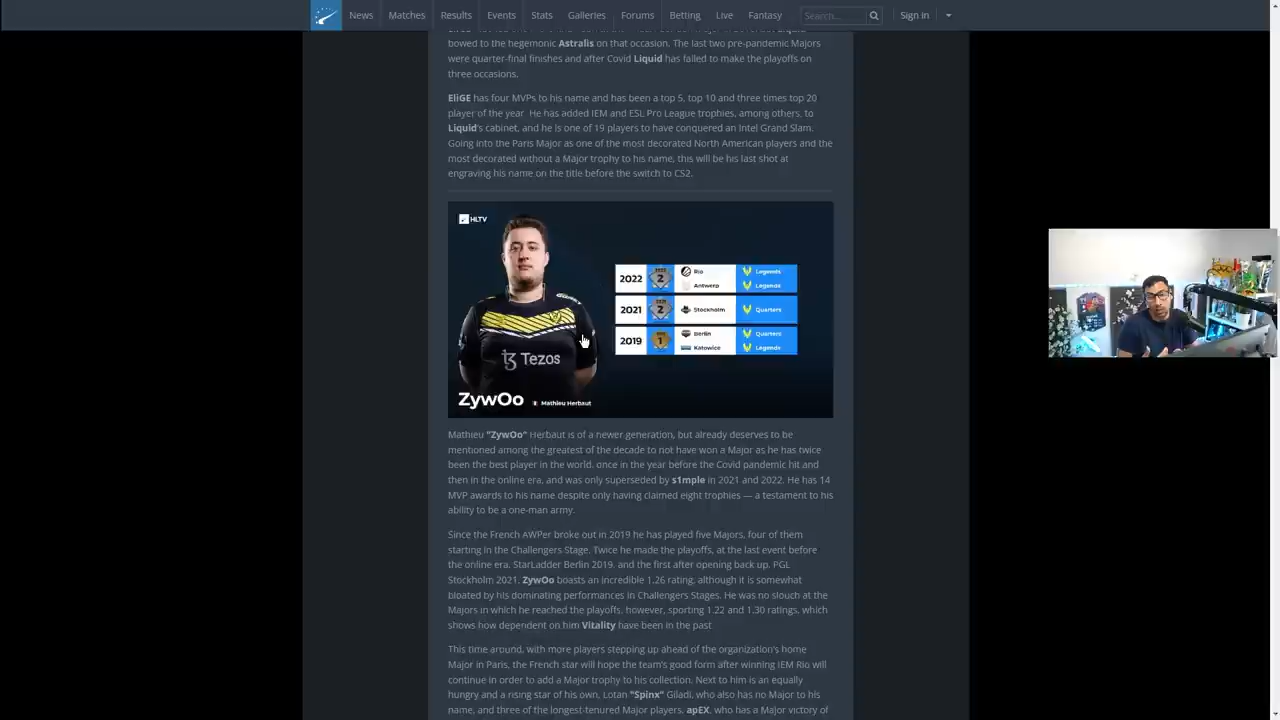 News Matches Results Events Stats Galleries Forums Betting Live Fantasy Search... Sign in
bowed to the hegemonic Astralis on that occasion. The last two pre-pandemic Majors
were quarter-final finishes and after Covid Liquid has failed to make the playoffs on
three occasions.
EliGE has four MVPs to his name and has been a top 5, top 10 and three times top 20
player of the year. He has added IEM and ESL Pro League trophies, among others, to
Liquid's cabinet, and he is one of 19 players to have conquered an Intel Grand Slam.
Going into the Paris Major as one of the most decorated North American players and the
most decorated without a Major trophy to his name, this will be his last shot at
engraving his name on the title before the switch to CS2.
HLTV
2022 2 Rio Legends
Antwerp Legends
2021 2 Stockholm Quarters
2019 1 Berlin Quarters
Katowice Legends
Tezos
ZywOo Mathieu Herbaut
Mathieu "ZywOo" Herbaut is of a newer generation, but already deserves to be
mentioned among the greatest of the decade to not have won a Major as he has twice
been the best player in the world, once in the year before the Covid pandemic hit and
then in the online era, and was only superseded by s1mple in 2021 and 2022. He has 14
MVP awards to his name despite only having claimed eight trophies — a testament to his
ability to be a one-man army.
Since the French AWPer broke out in 2019 he has played five Majors, four of them
starting in the Challengers Stage. Twice he made the playoffs, at the last event before
the online era, StarLadder Berlin 2019, and the first after opening back up, PGL
Stockholm 2021. ZywOo boasts an incredible 1.26 rating, although it is somewhat
bloated by his dominating performances in Challengers Stages. He was no slouch at the
Majors in which he reached the playoffs, however, sporting 1.22 and 1.30 ratings, which
shows how dependent on him Vitality have been in the past
This time around, with more players stepping up ahead of the organization's home
Major in Paris, the French star will hope the team's good form after winning IEM Rio will
continue in order to add a Major trophy to his collection. Next to him is an equally
hungry and a rising star of his own, Lotan "Spinx" Giladi, who also has no Major to his
name, and three of the longest-tenured Major players, apEX, who has a Major victory of